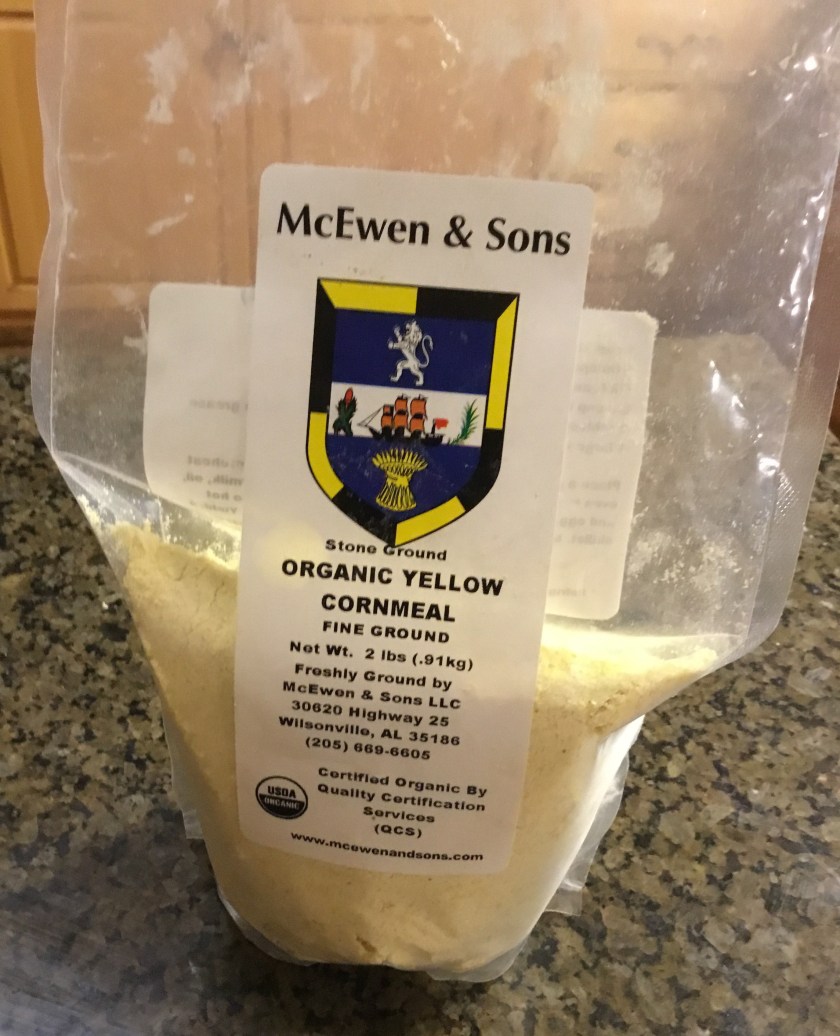 McEwen & Sons
Stone Ground
ORGANIC YELLOW
CORNMEAL
FINE GROUND
Net Wt. 2 lbs (.91kg)
Freshly Ground by
McEwen & Sons LLC
30620 Highway 25
Wilsonville, AL 35186
(205) 669-6605
USDA
ORGANIC
Certified Organic By
Quality Certification
Services
(QCS)
www.mcewenandsons.com